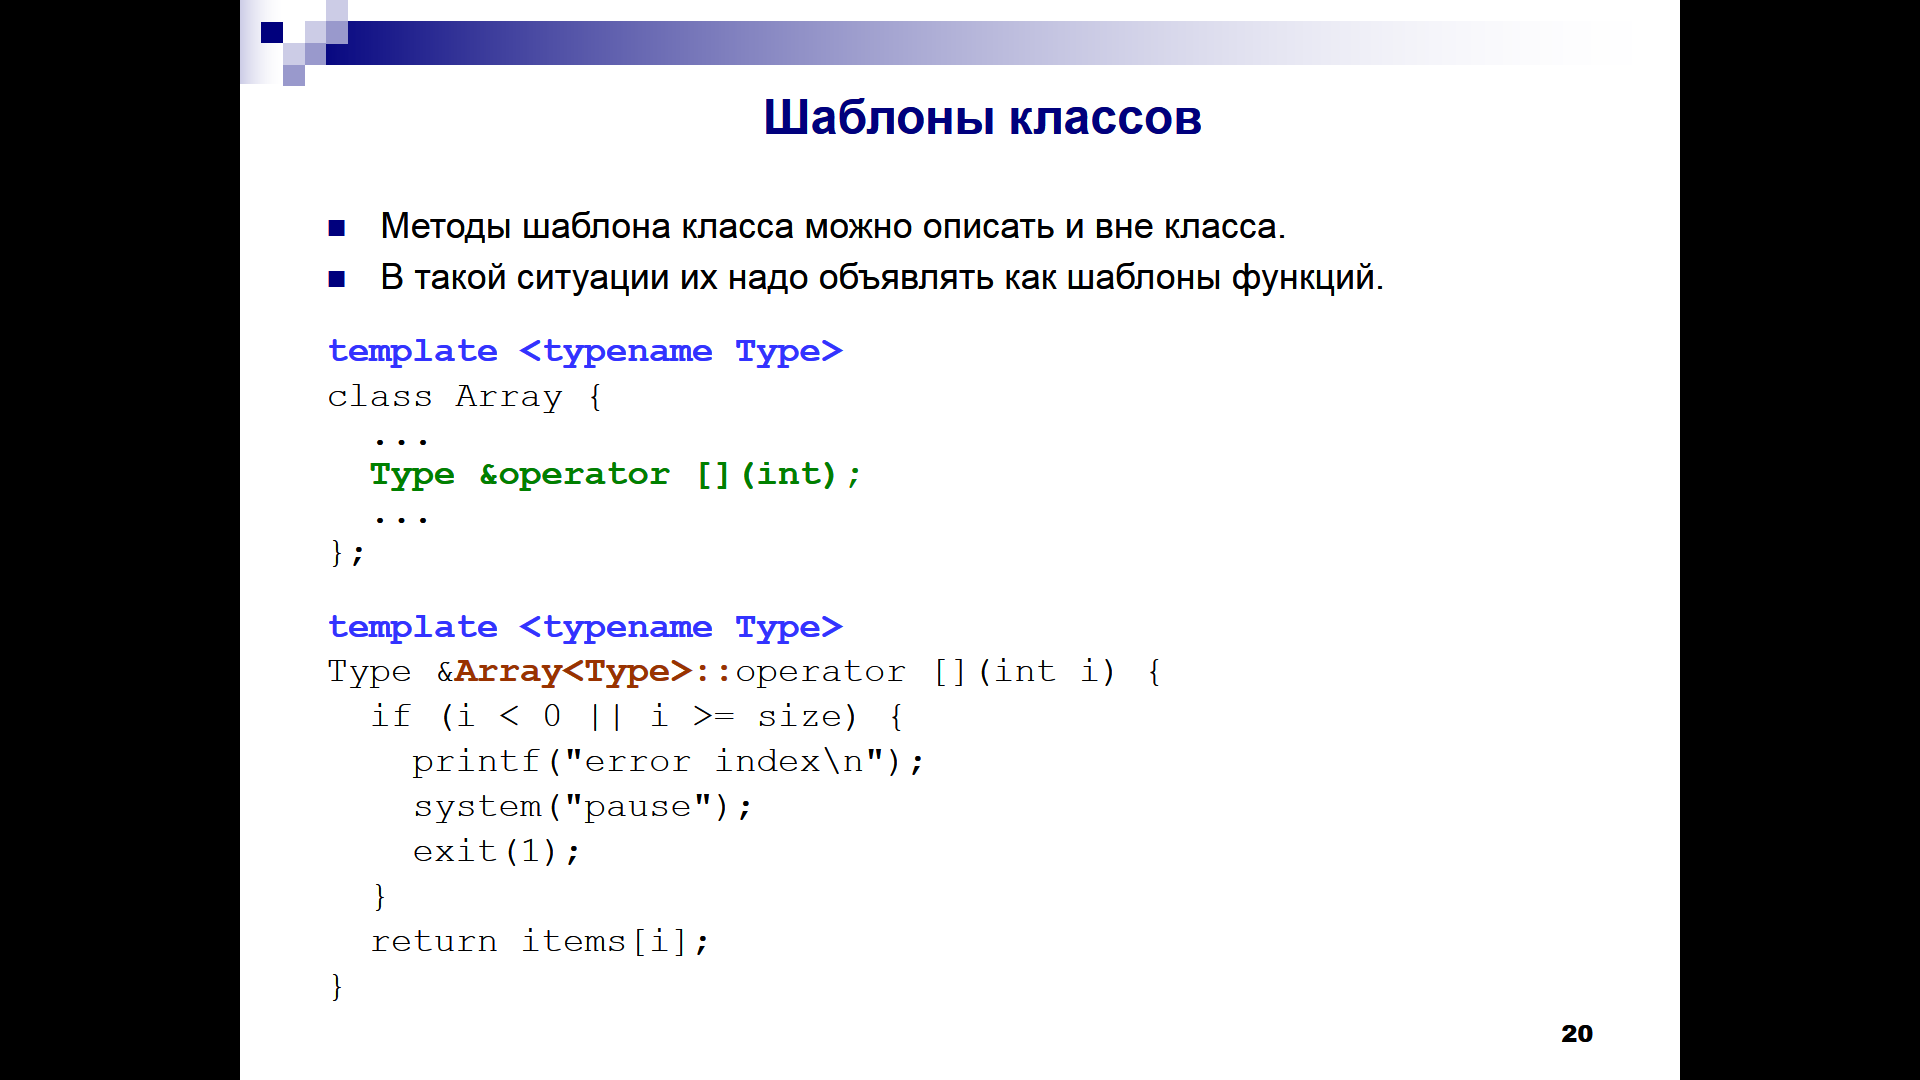 Шаблоны классов
Методы шаблона класса можно описать и вне класса.
В такой ситуации их надо объявлять как шаблоны функций.
template <typename Type>
class Array {
  ...
  Type &operator [](int);
  ...
};
template <typename Type>
Type &Array<Type>::operator [](int i) {
  if (i < 0 || i >= size) {
    printf("error index\n");
    system("pause");
    exit(1);
  }
  return items[i];
}
20